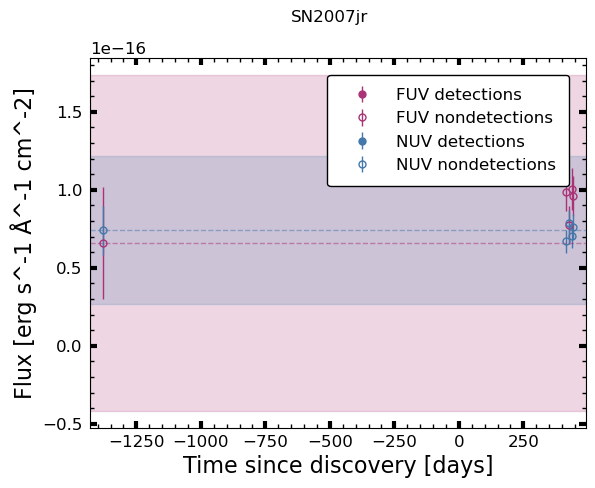 SN2007jr
1e−16
FUV detections
FUV nondetections
NUV detections
NUV nondetections
1.5
1.0
0.5
0.0
−0.5
Flux [erg s^-1 Å^-1 cm^-2]
−1250 −1000 −750 −500 −250 0 250
Time since discovery [days]